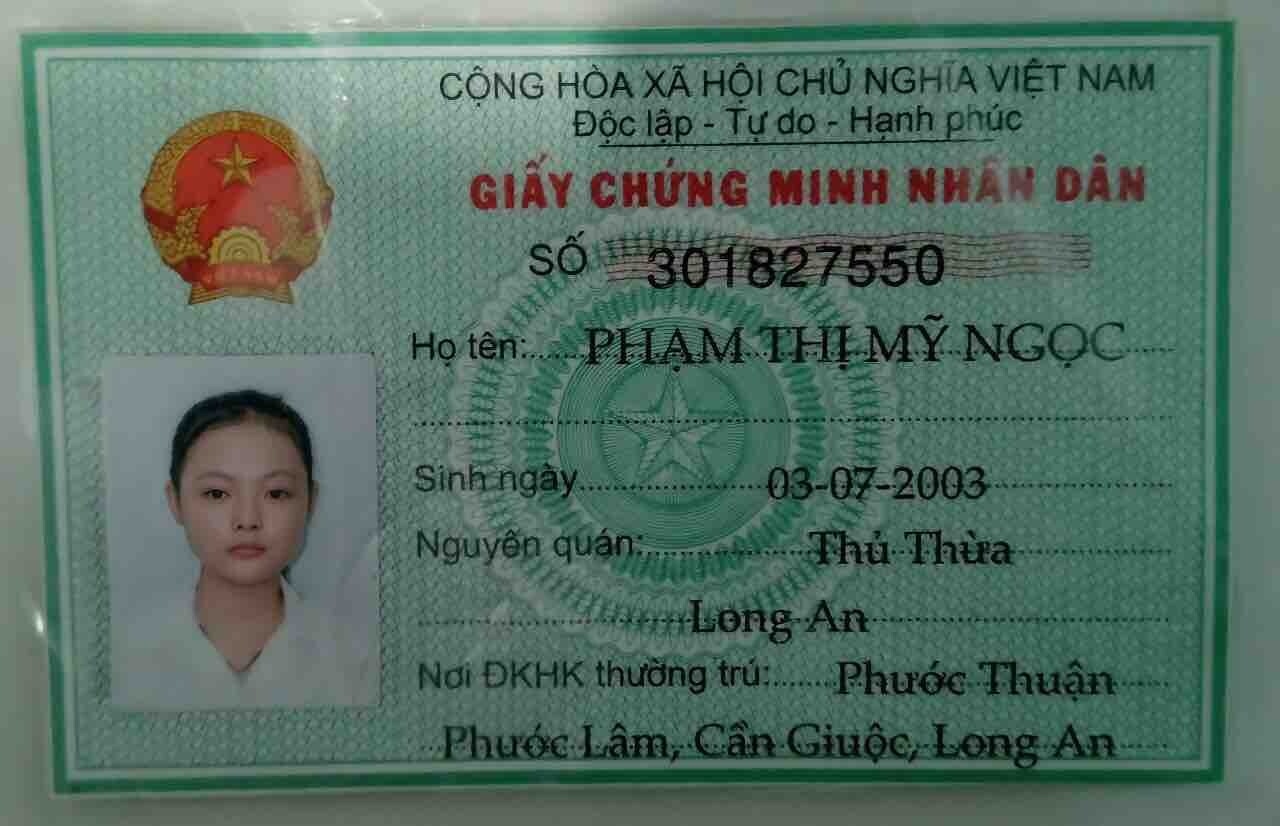 CỘNG HÒA XÃ HỘI CHỦ NGHĨA VIỆT NAM
Độc lập - Tự do - Hạnh phúc
GIẤY CHỨNG MINH NHÂN DÂN
SỐ 301827550
Họ tên: PHẠM THỊ MỸ NGỌC
Sinh ngày 03-07-2003
Nguyên quán: Thủ Thừa
Long An
Nơi ĐKHK thường trú: Phước Thuận
Phước Lâm, Cần Giuộc, Long An